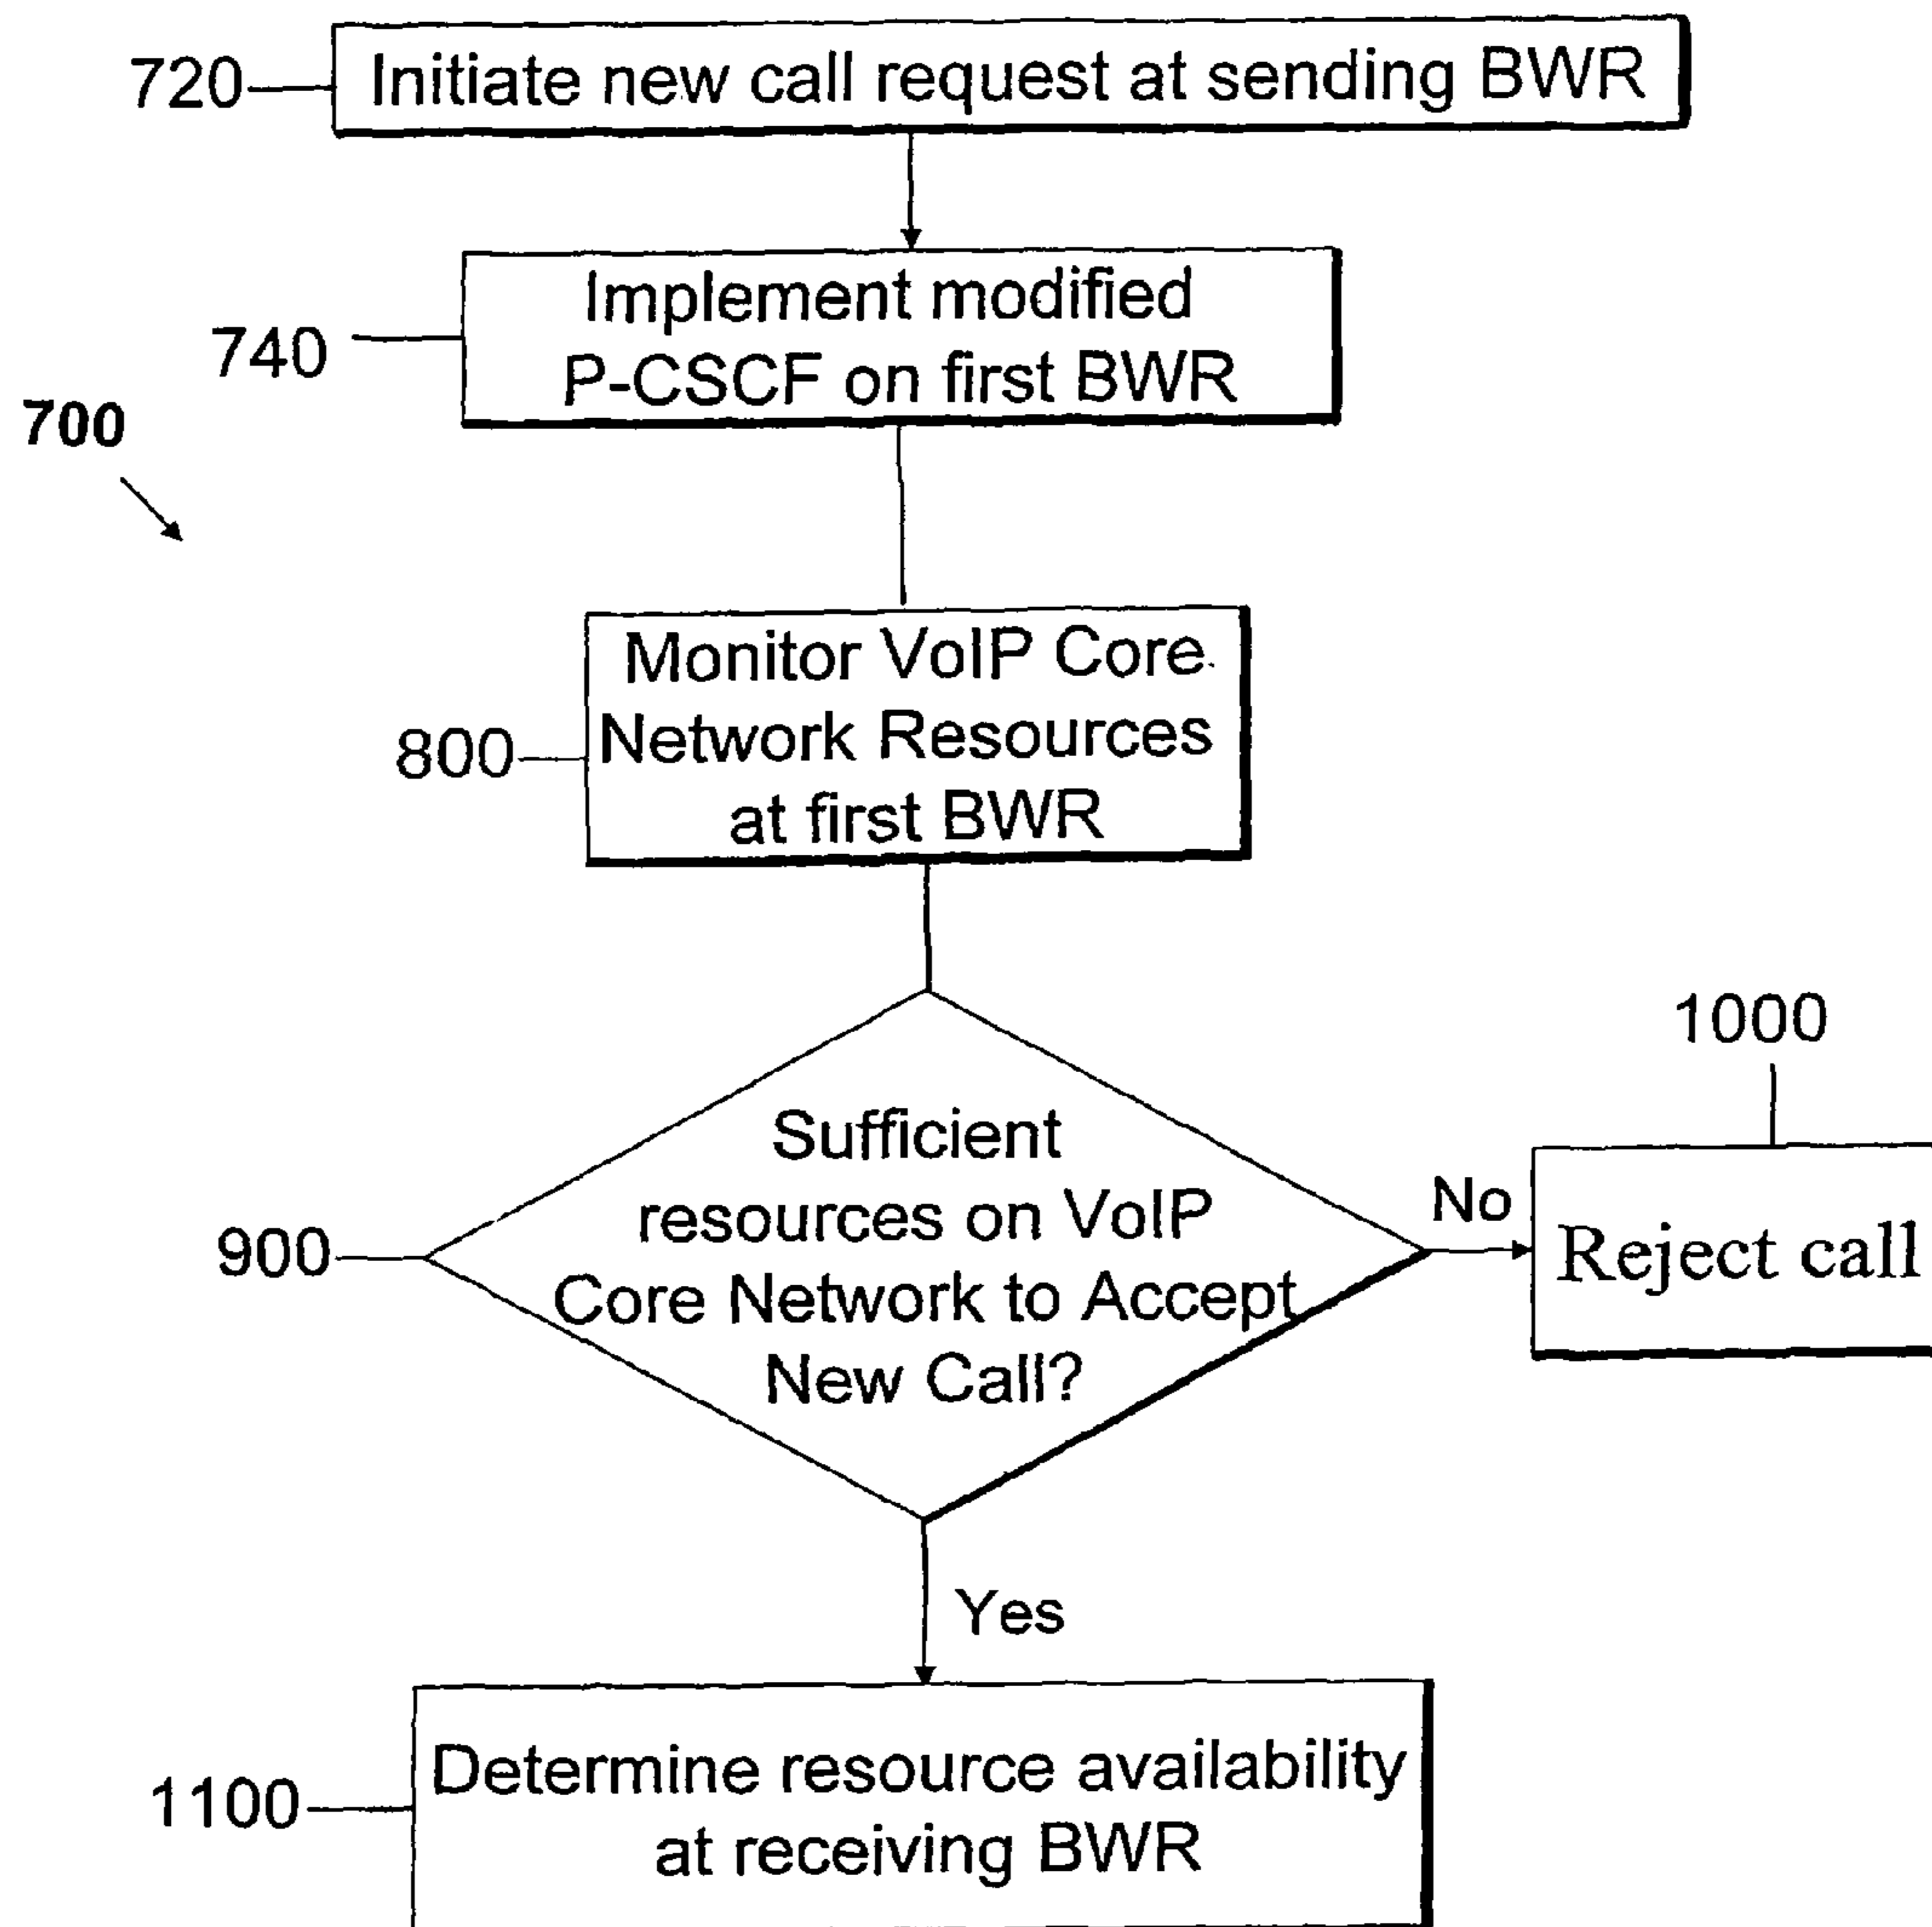 720
Initiate new call request at sending BWR
Implement modified
740
P-CSCF on first BWR
700
Monitor VoIP Core
800
Network Resources
at first BWR
1000
Sufficient
resources on VoIP
No
900
Reject call
Core Network to Accept
New Call?
Yes
Determine resource availability
1100
at receiving BWR